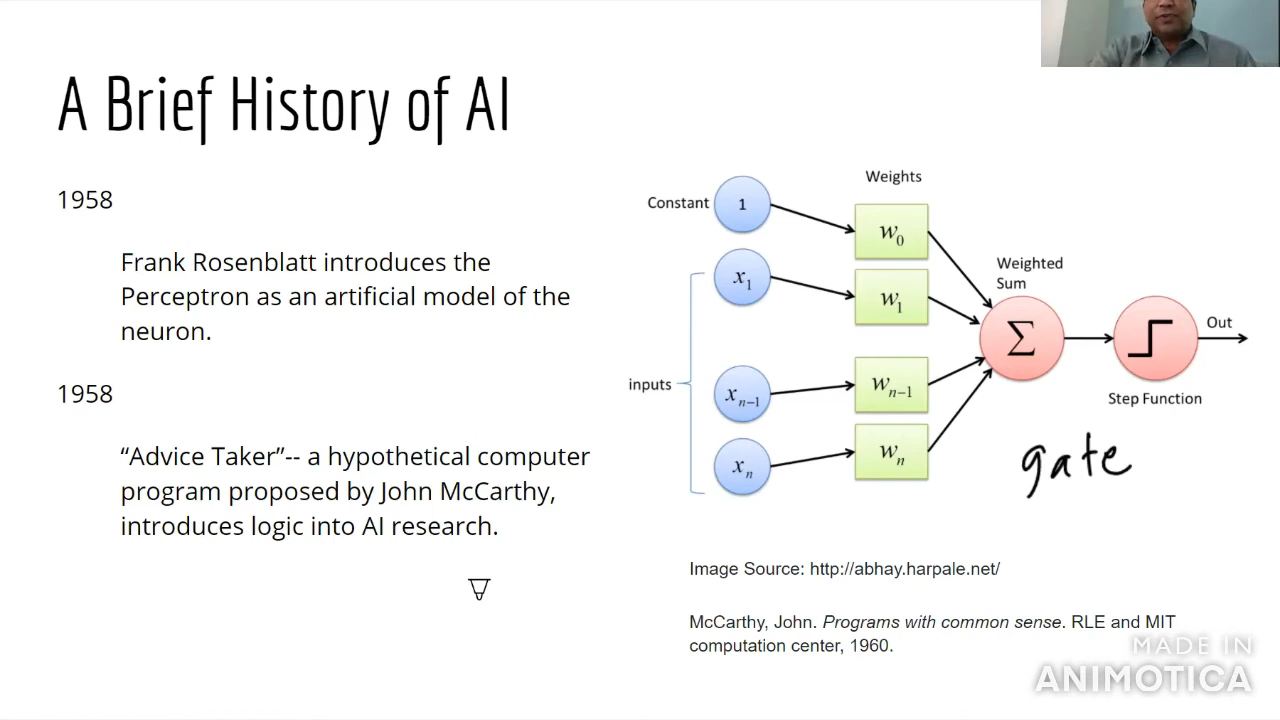 A Brief History of AI
1958
Frank Rosenblatt introduces the
Perceptron as an artificial model of the
neuron.
1958
“Advice Taker”-- a hypothetical computer
program proposed by John McCarthy,
introduces logic into AI research.
Weights
Constant
1
w0
x1
w1
Weighted
Sum
inputs
Σ
Out
xn−1
wn−1
Step Function
xn
wn
gate
Image Source: http://abhay.harpale.net/
McCarthy, John. Programs with common sense. RLE and MIT
computation center, 1960.
MADE IN
ANIMOTICA